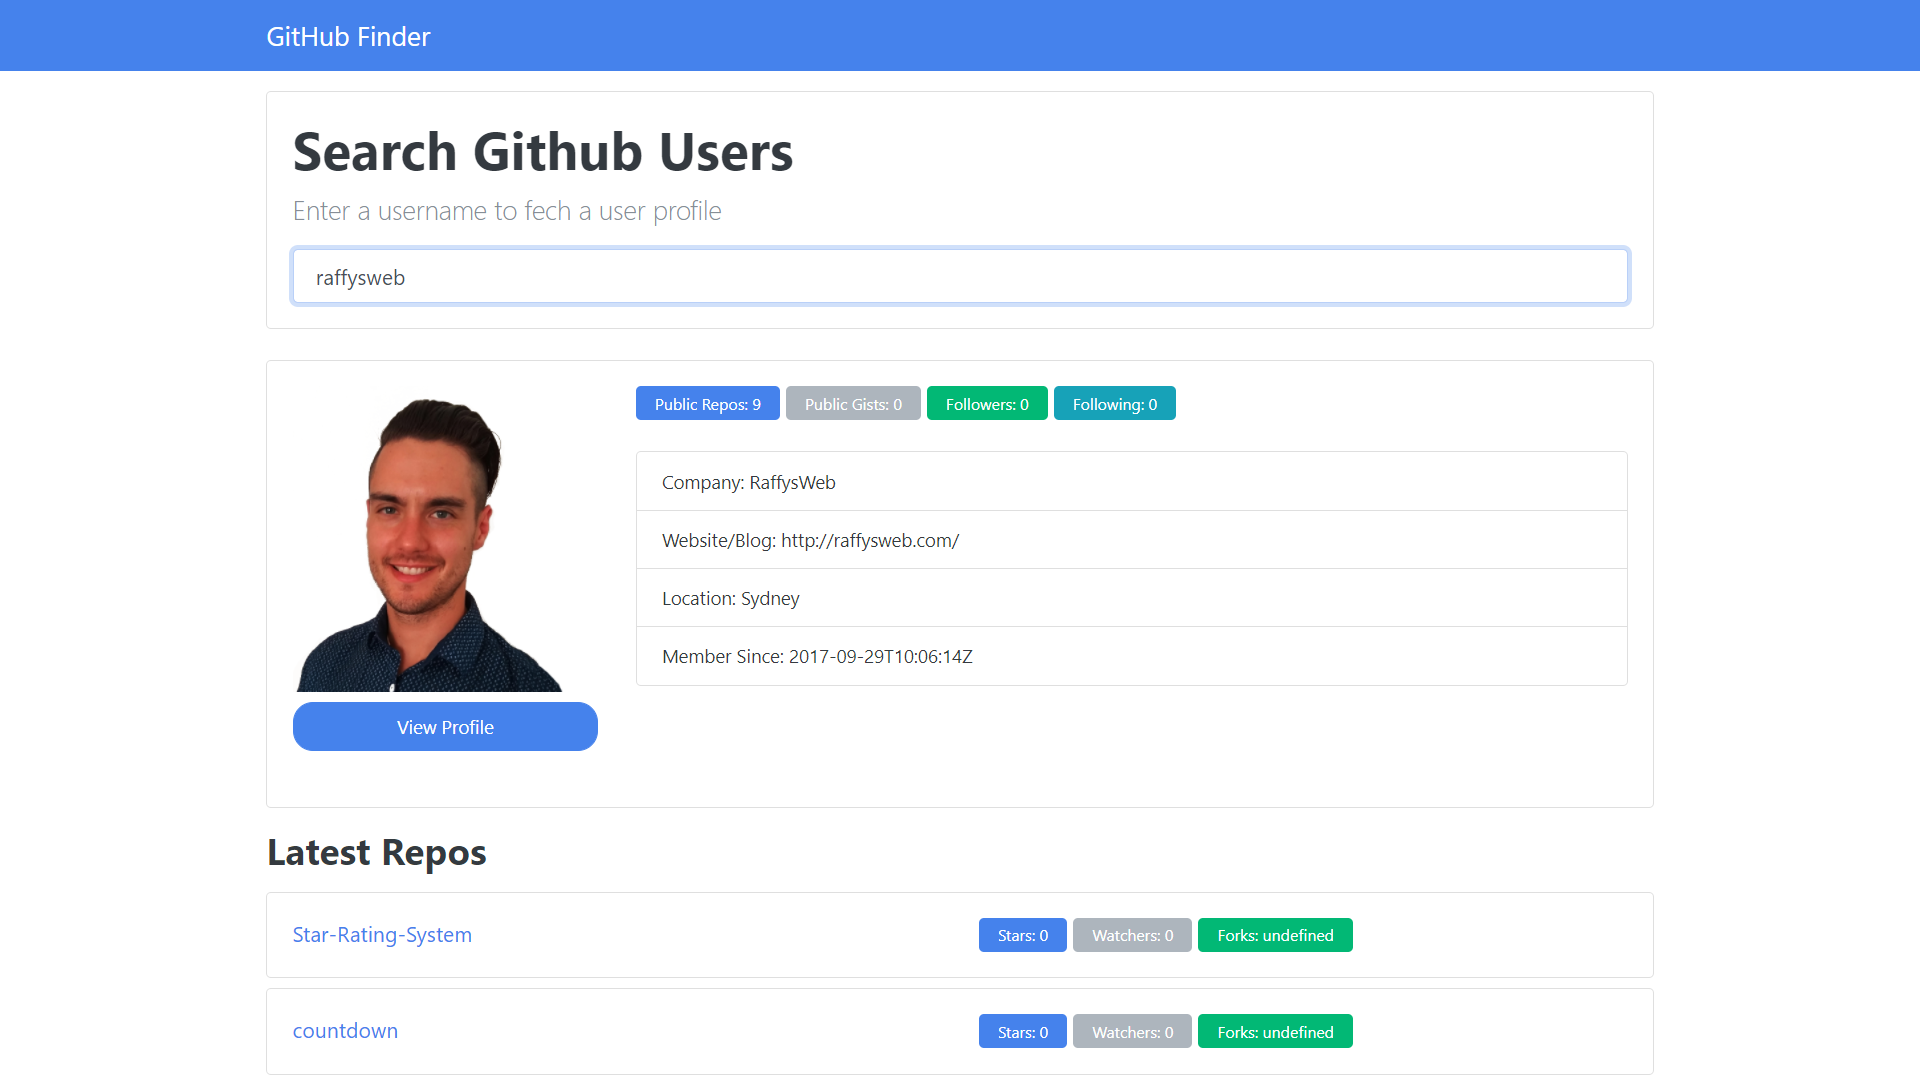 GitHub Finder
Search Github Users
Enter a username to fech a user profile
raffysweb
Public Repos: 9 Public Gists: 0 Followers: 0 Following: 0
Company: RaffysWeb
Website/Blog: http://raffysweb.com/
Location: Sydney
Member Since: 2017-09-29T10:06:14Z
View Profile
Latest Repos
Star-Rating-System Stars: 0 Watchers: 0 Forks: undefined
countdown Stars: 0 Watchers: 0 Forks: undefined